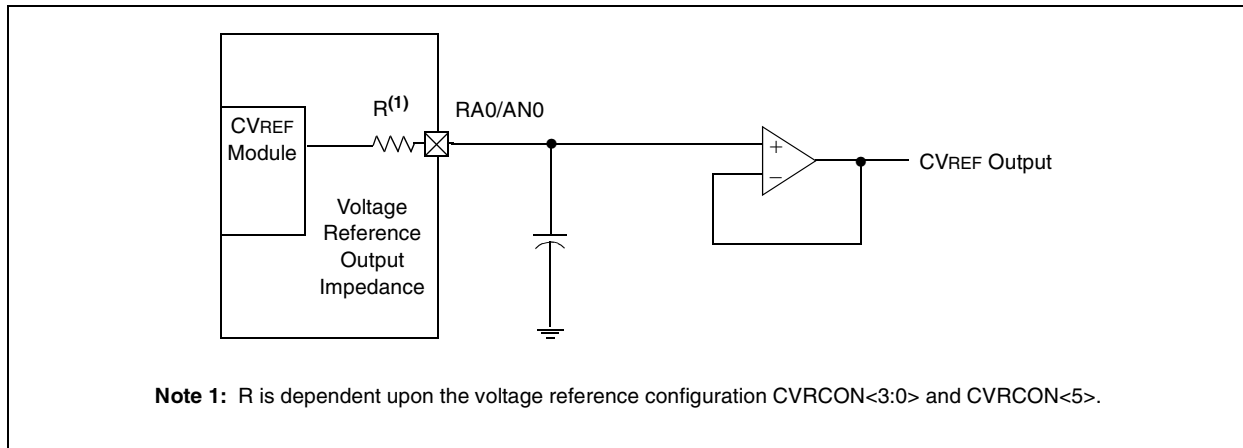 R(1)
RA0/AN0
CVREF
Module
+
−
CVREF Output
Voltage
Reference
Output
Impedance
Note 1: R is dependent upon the voltage reference configuration CVRCON<3:0> and CVRCON<5>.